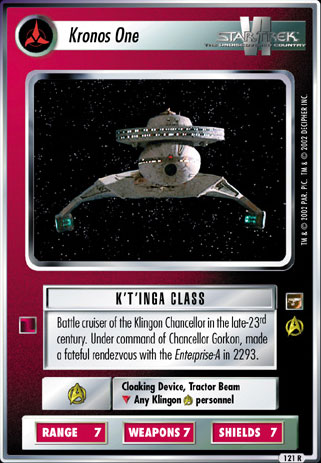 Kronos One
VI
STAR TREK
THE UNDISCOVERED COUNTRY
TM & © 2002 PAR. PIC. TM & © 2002 DECIPHER INC.
K'T'INGA CLASS
Battle cruiser of the Klingon Chancellor in the late-23rd
century. Under command of Chancellor Gorkon, made
a fateful rendezvous with the Enterprise-A in 2293.
Cloaking Device, Tractor Beam
Any Klingon personnel
RANGE 7 WEAPONS 7 SHIELDS 7
121 R